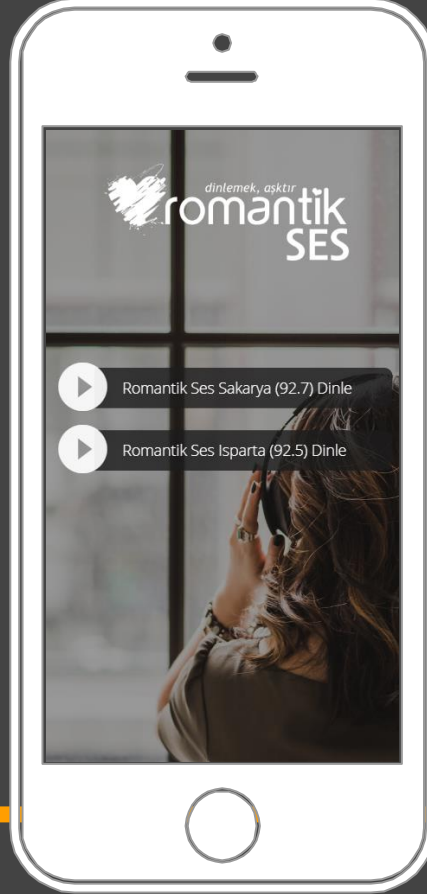 dinlemek, aşktır
romantik
SES
Romantik Ses Sakarya (92.7) Dinle
Romantik Ses Isparta (92.5) Dinle